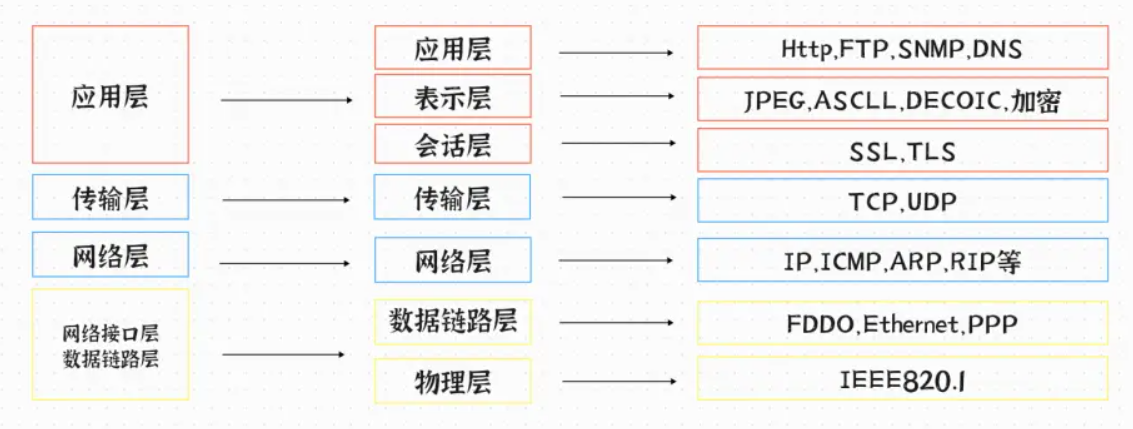 应用层
应用层
Http,FTP,SNMP,DNS
表示层
JPEG,ASCLL,DECOIC,加密
会话层
SSL,TLS
传输层
传输层
TCP,UDP
网络层
网络层
IP,ICMP,ARP,RIP等
网络接口层
数据链路层
数据链路层
FDDO,Ethernet,PPP
物理层
IEEE820.1